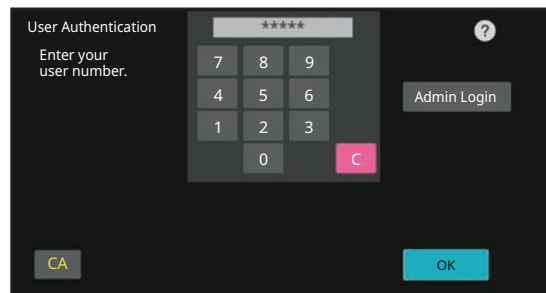 User Authentication
*****
?
Enter your
user number.
7 8 9
4 5 6
Admin Login
1 2 3
0 C
CA
OK